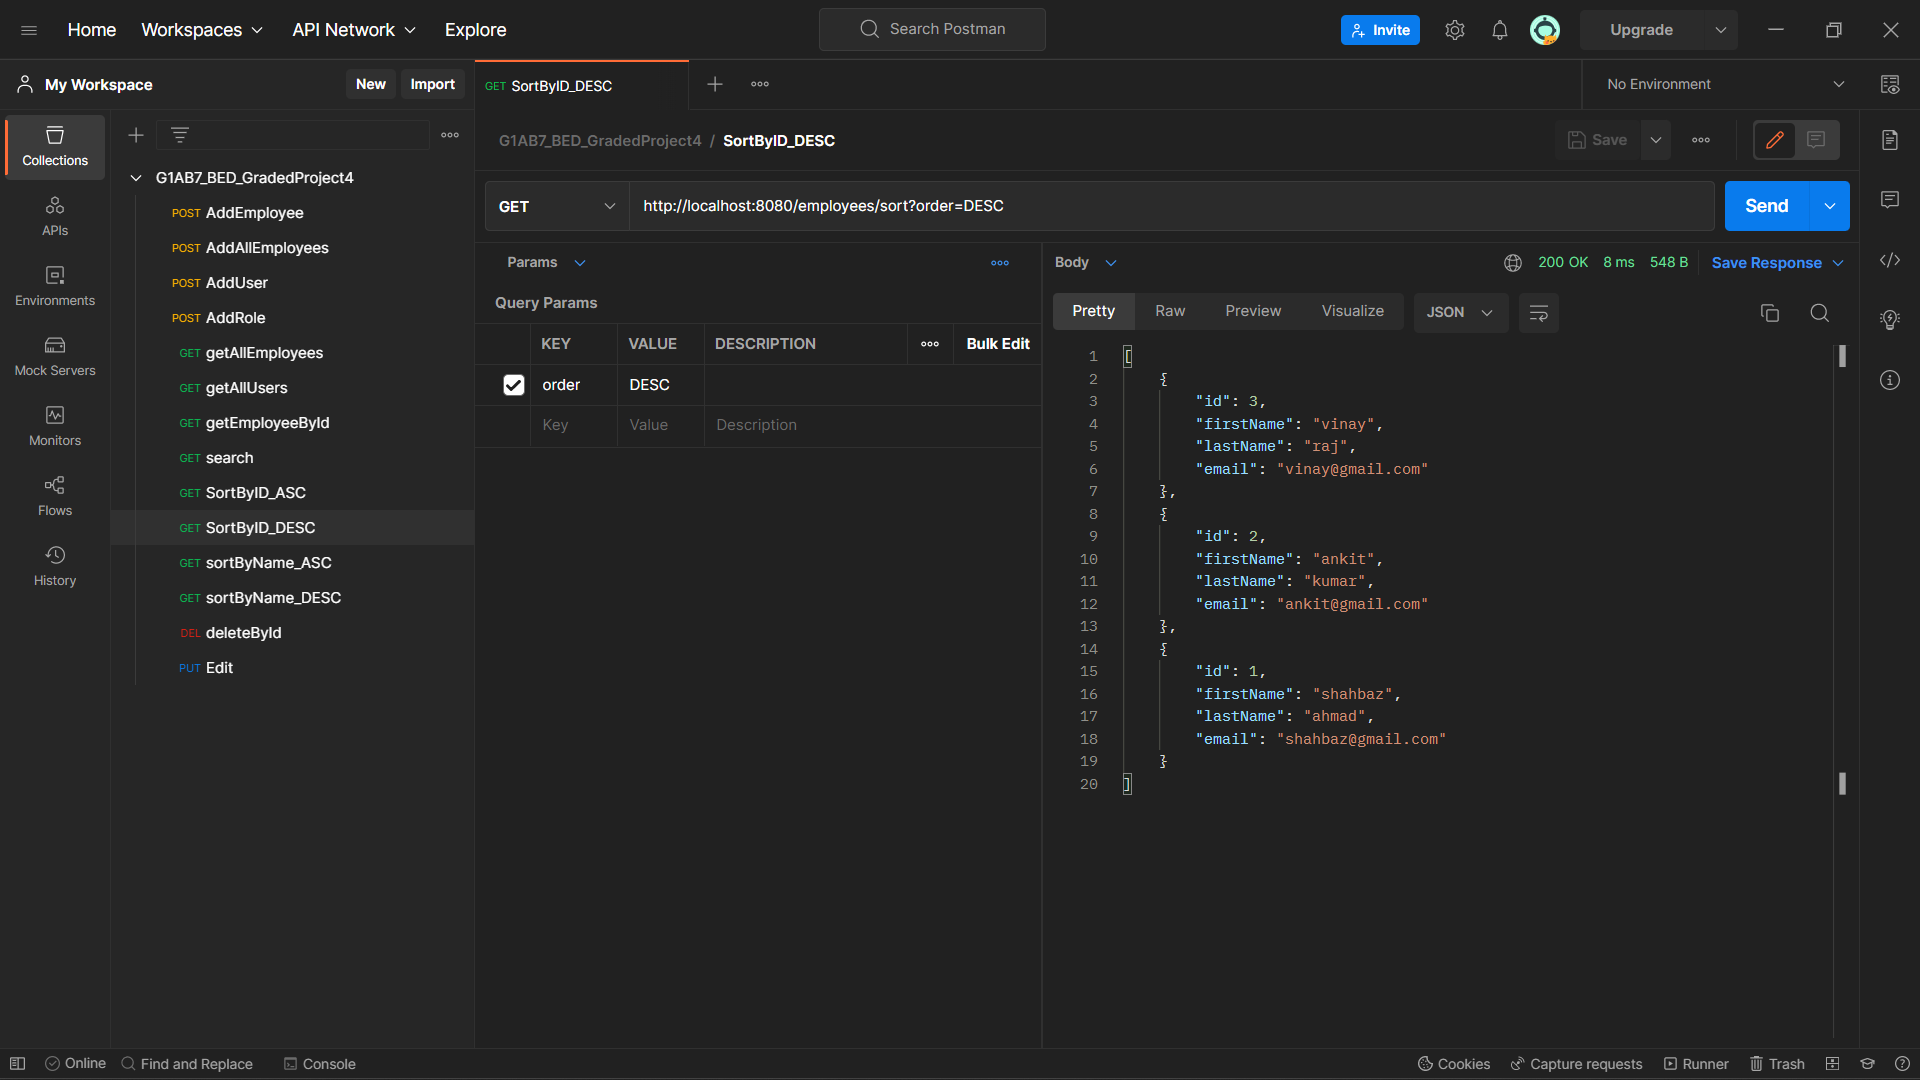 Home Workspaces API Network Explore Search Postman Invite Upgrade
My Workspace New Import GET SortByID_DESC No Environment
Collections
APIs
Environments
Mock Servers
Monitors
Flows
History
G1AB7_BED_GradedProject4
POST AddEmployee
POST AddAllEmployees
POST AddUser
POST AddRole
GET getAllEmployees
GET getAllUsers
GET getEmployeeById
GET search
GET SortByID_ASC
GET SortByID_DESC
GET sortByName_ASC
GET sortByName_DESC
DEL deleteById
PUT Edit
G1AB7_BED_GradedProject4 / SortByID_DESC Save
GET http://localhost:8080/employees/sort?order=DESC Send
Params
Query Params
KEY VALUE DESCRIPTION Bulk Edit
order DESC
Key Value Description
Body 200 OK 8 ms 548 B Save Response
Pretty Raw Preview Visualize JSON
1 [
2 {
3 "id": 3,
4 "firstName": "vinay",
5 "lastName": "raj",
6 "email": "vinay@gmail.com"
7 },
8 {
9 "id": 2,
10 "firstName": "ankit",
11 "lastName": "kumar",
12 "email": "ankit@gmail.com"
13 },
14 {
15 "id": 1,
16 "firstName": "shahbaz",
17 "lastName": "ahmad",
18 "email": "shahbaz@gmail.com"
19 }
20 ]
Online Find and Replace Console Cookies Capture requests Runner Trash